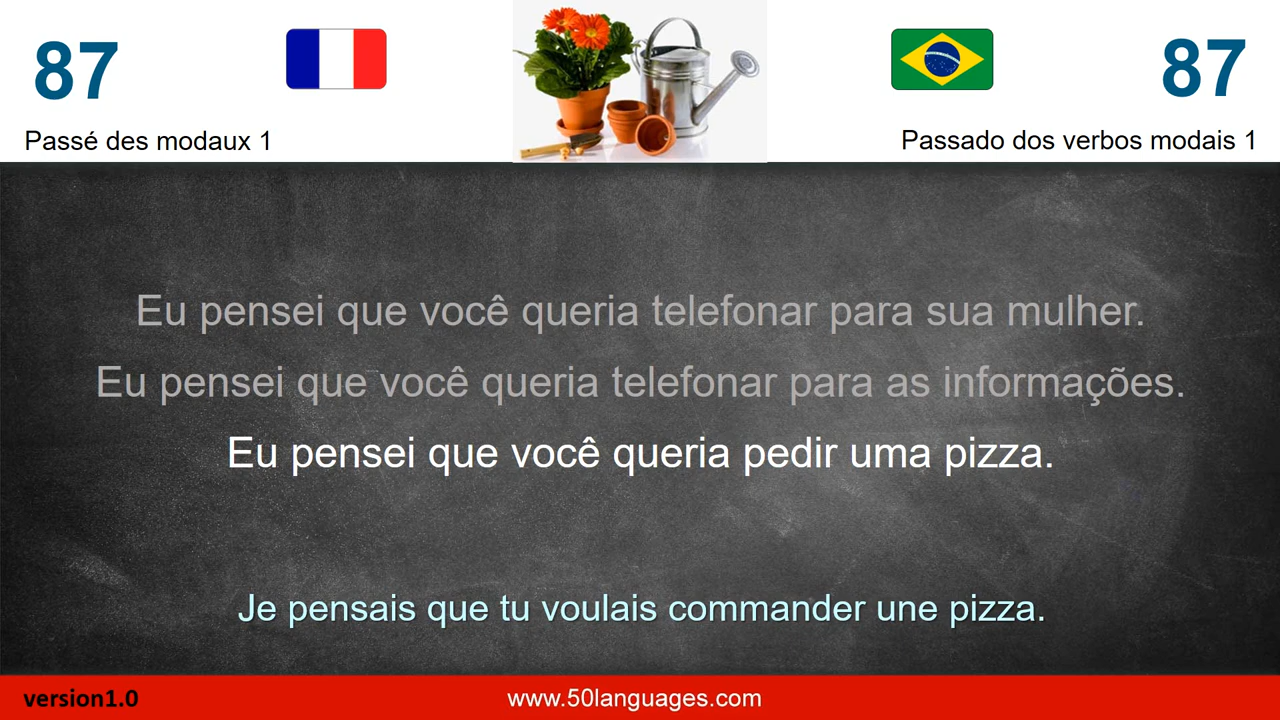 87
87
Passé des modaux 1
Passado dos verbos modais 1
Eu pensei que você queria telefonar para sua mulher.
Eu pensei que você queria telefonar para as informações.
Eu pensei que você queria pedir uma pizza.
Je pensais que tu voulais commander une pizza.
version1.0
www.50languages.com